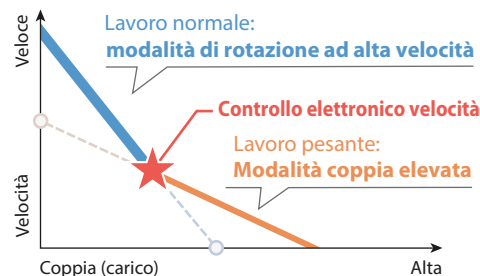 Veloce
Velocità
Lavoro normale:
modalità di rotazione ad alta velocità
Controllo elettronico velocità
Lavoro pesante:
Modalità coppia elevata
Coppia (carico)
Alta